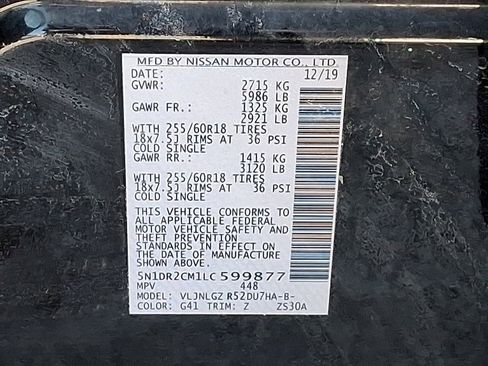 MFD BY NISSAN MOTOR CO., LTD.
DATE: 12/19
GVWR: 2715 KG
5986 LB
GAWR FR.: 1325 KG
2921 LB
WITH 255/60R18 TIRES
18x7.5J RIMS AT 36 PSI
COLD SINGLE
GAWR RR.: 1415 KG
3120 LB
WITH 255/60R18 TIRES
18x7.5J RIMS AT 36 PSI
COLD SINGLE
THIS VEHICLE CONFORMS TO
ALL APPLICABLE FEDERAL
MOTOR VEHICLE SAFETY AND
THEFT PREVENTION
STANDARDS IN EFFECT ON
THE DATE OF MANUFACTURE
SHOWN ABOVE.
5N1DR2CM1LC599877
MPV 448
MODEL: VLJNLGZ R52DU7HA-B-
COLOR: G41 TRIM: Z ZS30A